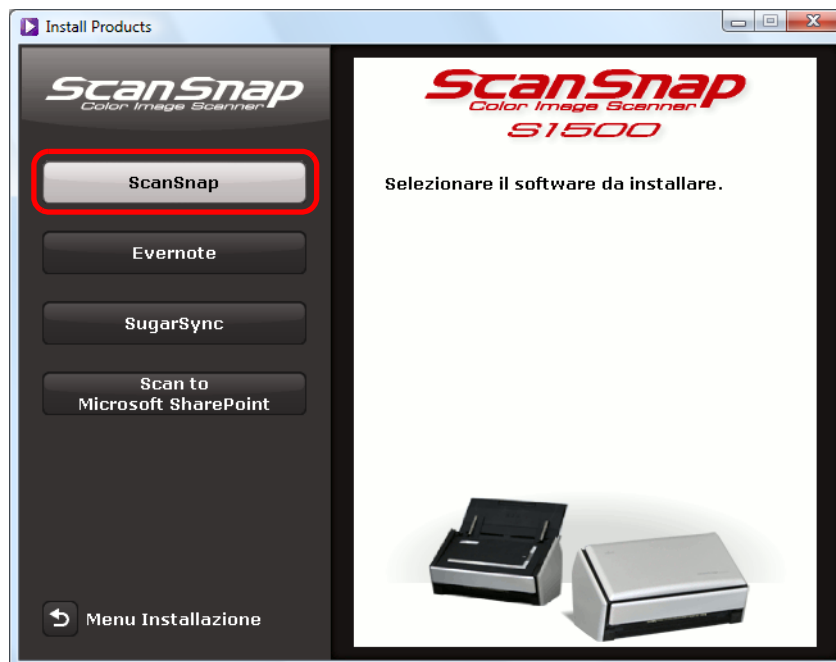 Install Products
ScanSnap
Color Image Scanner
ScanSnap
Evernote
SugarSync
Scan to
Microsoft SharePoint
Menu Installazione
ScanSnap
Color Image Scanner
S1500
Selezionare il software da installare.